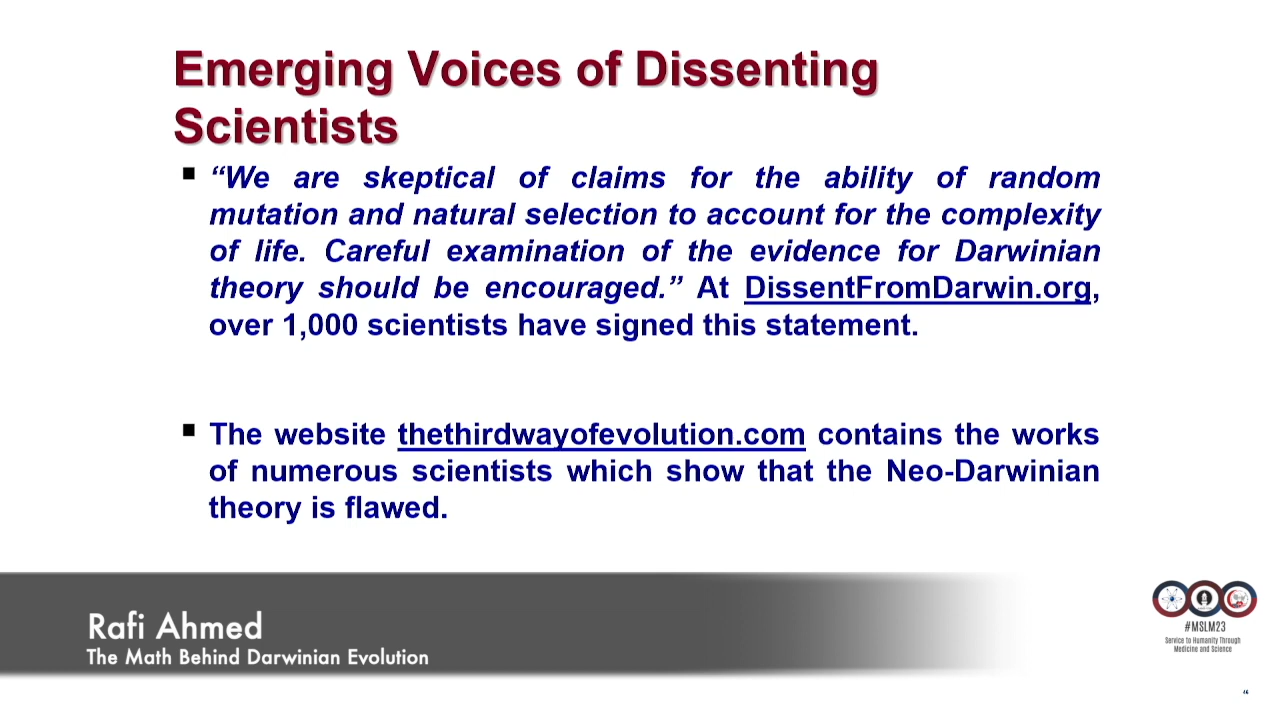 Emerging Voices of Dissenting
Scientists
▪ “We are skeptical of claims for the ability of random
mutation and natural selection to account for the complexity
of life. Careful examination of the evidence for Darwinian
theory should be encouraged.” At DissentFromDarwin.org,
over 1,000 scientists have signed this statement.
▪ The website thethirdwayofevolution.com contains the works
of numerous scientists which show that the Neo-Darwinian
theory is flawed.
Rafi Ahmed
The Math Behind Darwinian Evolution
#MSLM23
Service to Humanity Through
Medicine and Science